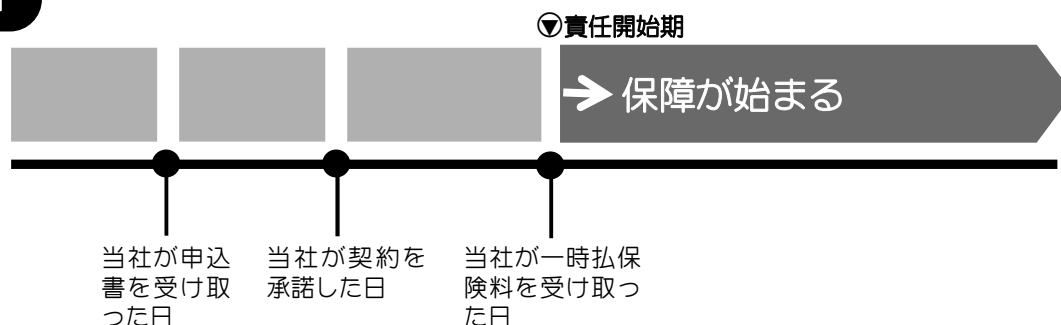 ▼責任開始期
→保障が始まる
当社が申込
書を受け取
った日
当社が契約を
承諾した日
当社が一時払保
険料を受け取っ
た日